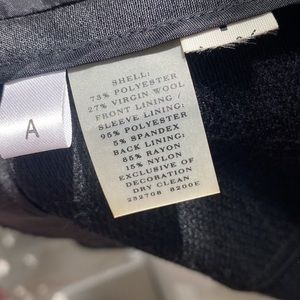 SHELL:
73% POLYESTER
27% VIRGIN WOOL
FRONT LINING /
SLEEVE LINING:
95% POLYESTER
5% SPANDEX
BACK LINING:
85% RAYON
15% NYLON
EXCLUSIVE OF
DECORATION
DRY CLEAN
232708 8200E
A